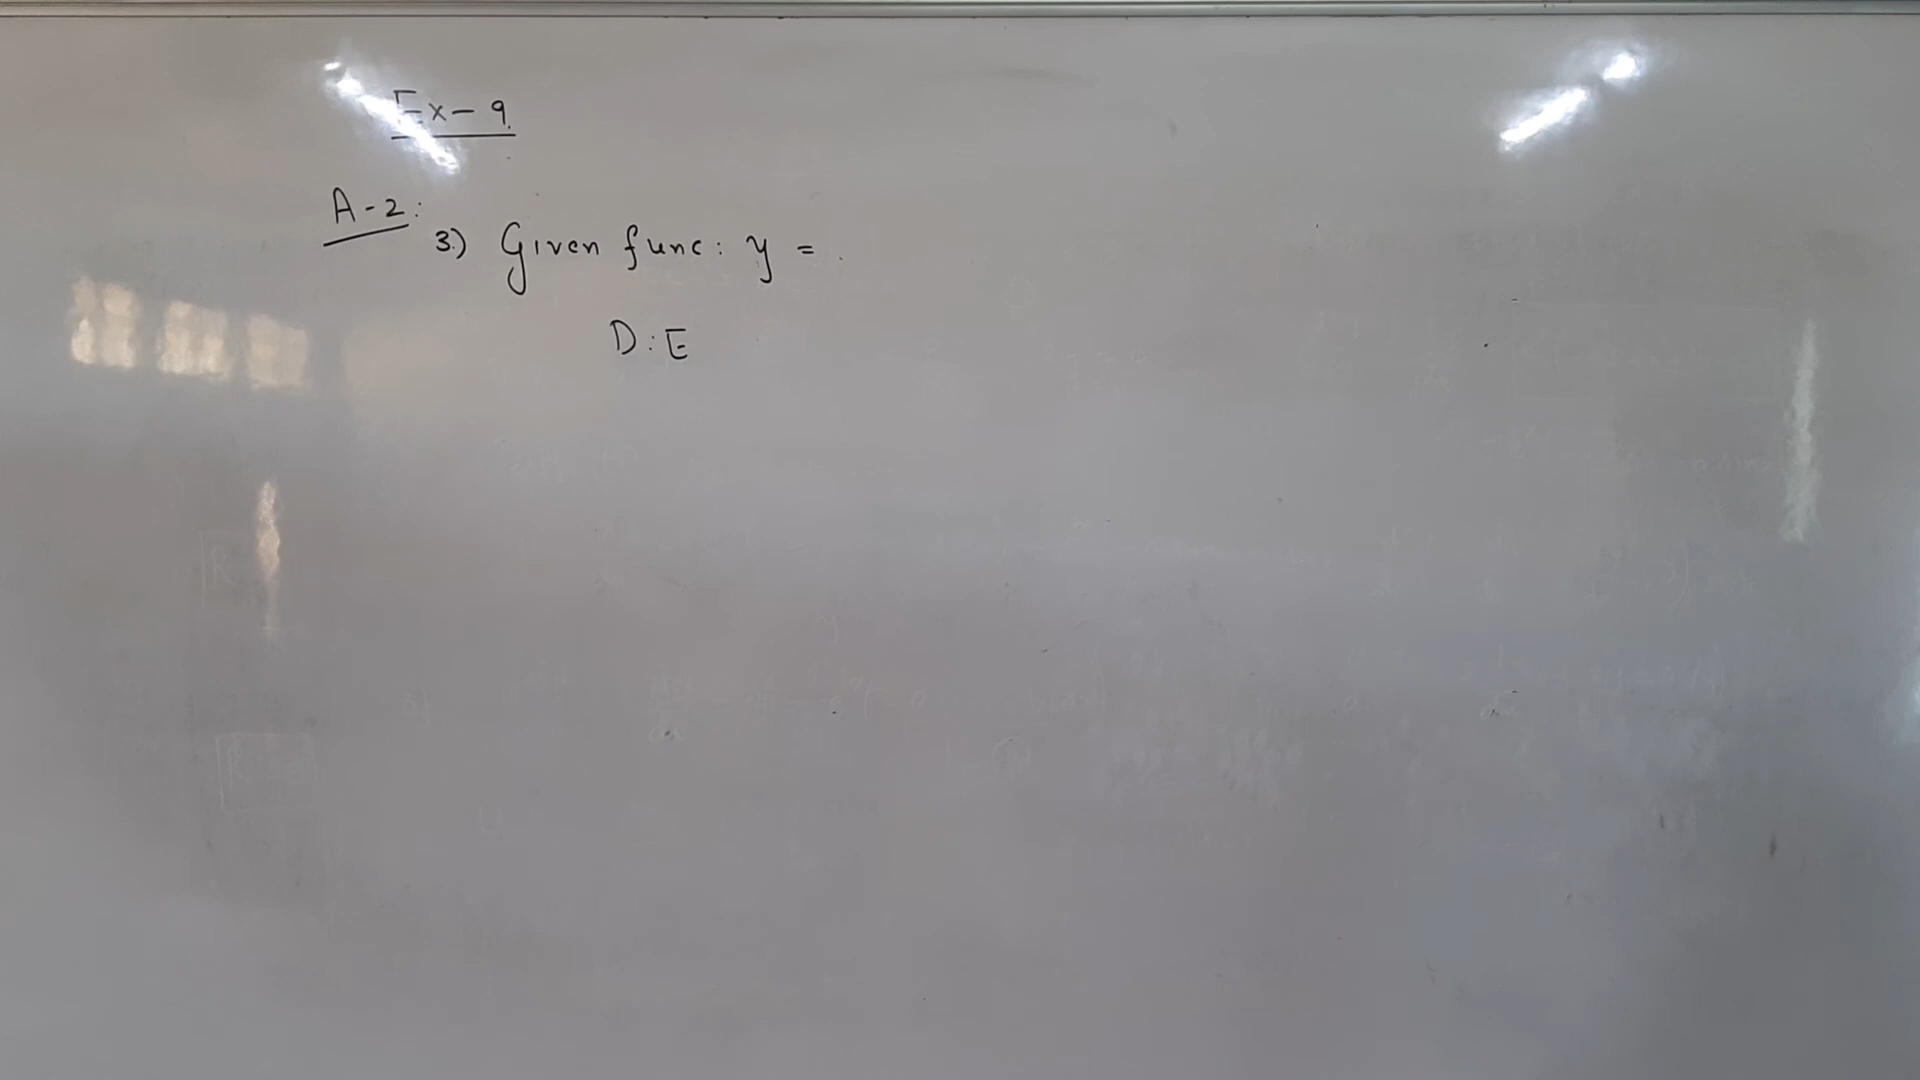 Ex - 9.
A - 2:
3.) Given func: y =
D: E